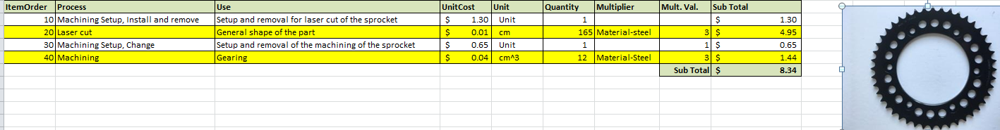 ItemOrder Process Use UnitCost Unit Quantity Multiplier Mult. Val. Sub Total
10 Machining Setup, Install and remove Setup and removal for laser cut of the sprocket $ 1.30 Unit 1 $ 1.30
20 Laser cut General shape of the part $ 0.01 cm 165 Material-steel 3 $ 4.95
30 Machining Setup, Change Setup and removal of the machining of the sprocket $ 0.65 Unit 1 1 $ 0.65
40 Machining Gearing $ 0.04 cm^3 12 Material-Steel 3 $ 1.44
Sub Total $ 8.34